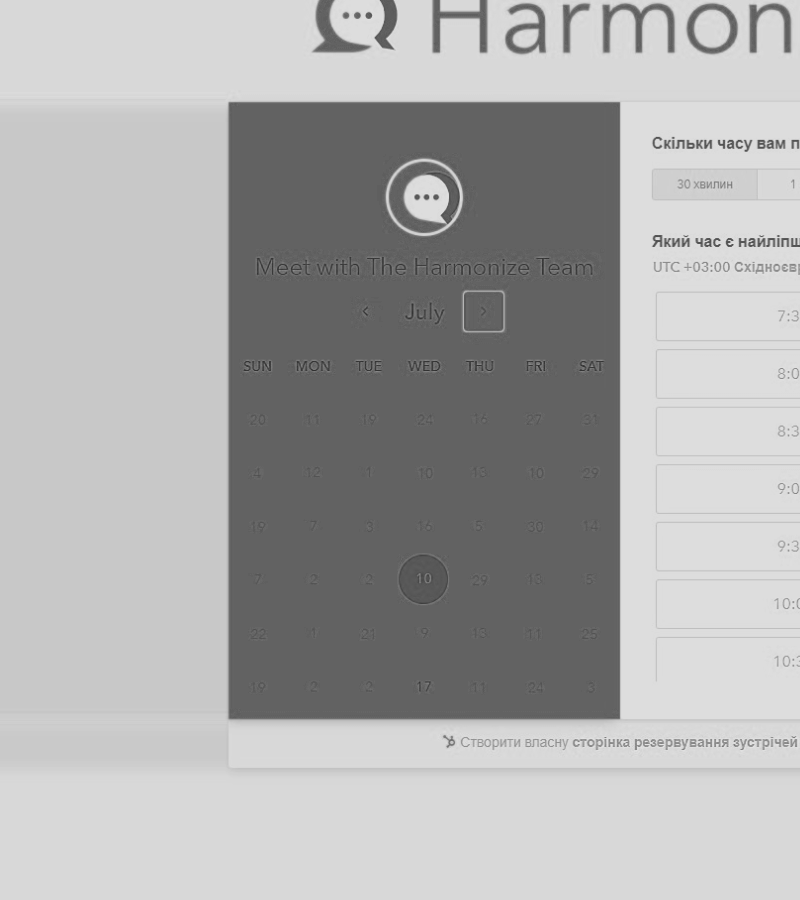 Harmon
Meet with The Harmonize Team
July
SUN MON TUE WED THU FRI SAT
20 11 19 24 16 27 31
4 12 1 10 13 10 29
19 7 3 16 5 30 14
7 2 2 10 29 13 5
22 1 21 9 13 11 25
19 2 2 17 11 24 3
Скільки часу вам п
30 хвилин 1
Який час є найліпш
UTC +03:00 Східноєвр
7:3
8:0
8:3
9:0
9:3
10:0
10:3
Створити власну сторінка резервування зустрічей